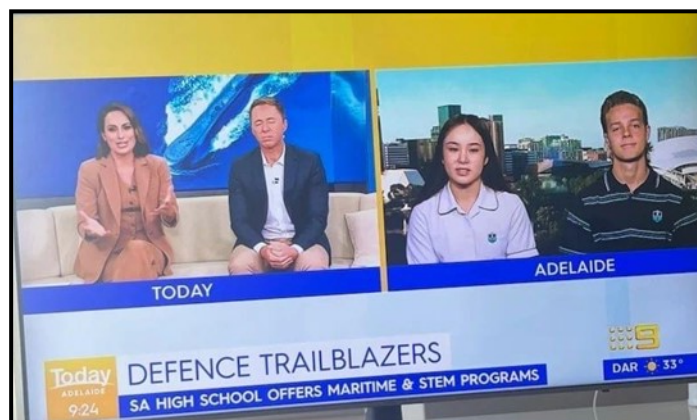 TODAY
ADELAIDE
Today
ADELAIDE
9:24
DEFENCE TRAILBLAZERS
SA HIGH SCHOOL OFFERS MARITIME & STEM PROGRAMS
9
DAR 33°